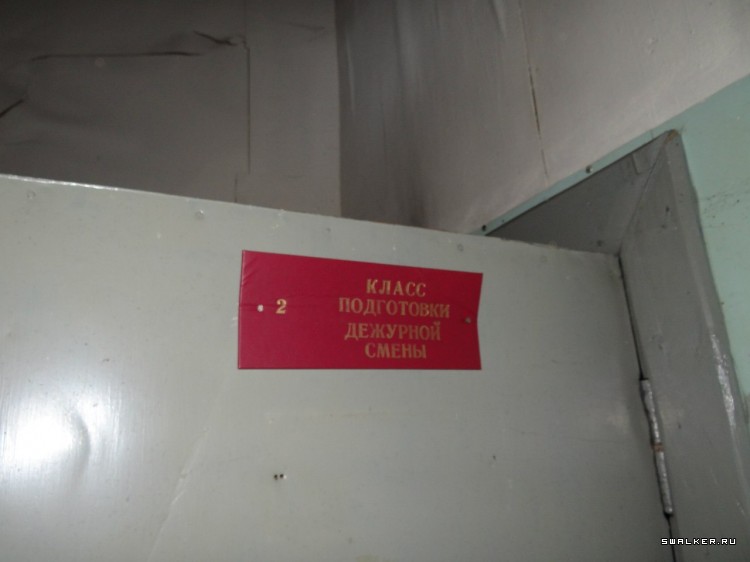 2
КЛАСС
ПОДГОТОВКИ
ДЕЖУРНОЙ
СМЕНЫ
SWALKER.RU